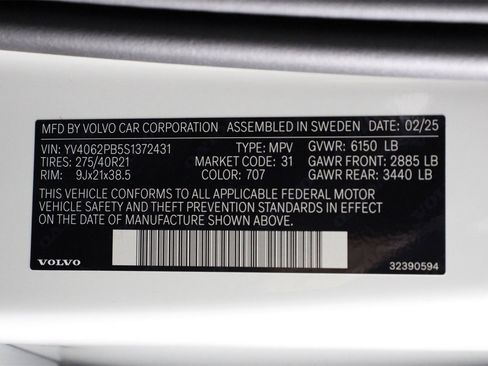 MFD BY VOLVO CAR CORPORATION ASSEMBLED IN SWEDEN DATE: 02/25
VIN: YV4062PB5S1372431 TYPE: MPV GVWR: 6150 LB
TIRES: 275/40R21 MARKET CODE: 31 GAWR FRONT: 2885 LB
RIM: 9Jx21x38.5 COLOR: 707 GAWR REAR: 3440 LB
THIS VEHICLE CONFORMS TO ALL APPLICABLE FEDERAL MOTOR
VEHICLE SAFETY AND THEFT PREVENTION STANDARDS IN EFFECT
ON THE DATE OF MANUFACTURE SHOWN ABOVE.
VOLVO 32390594